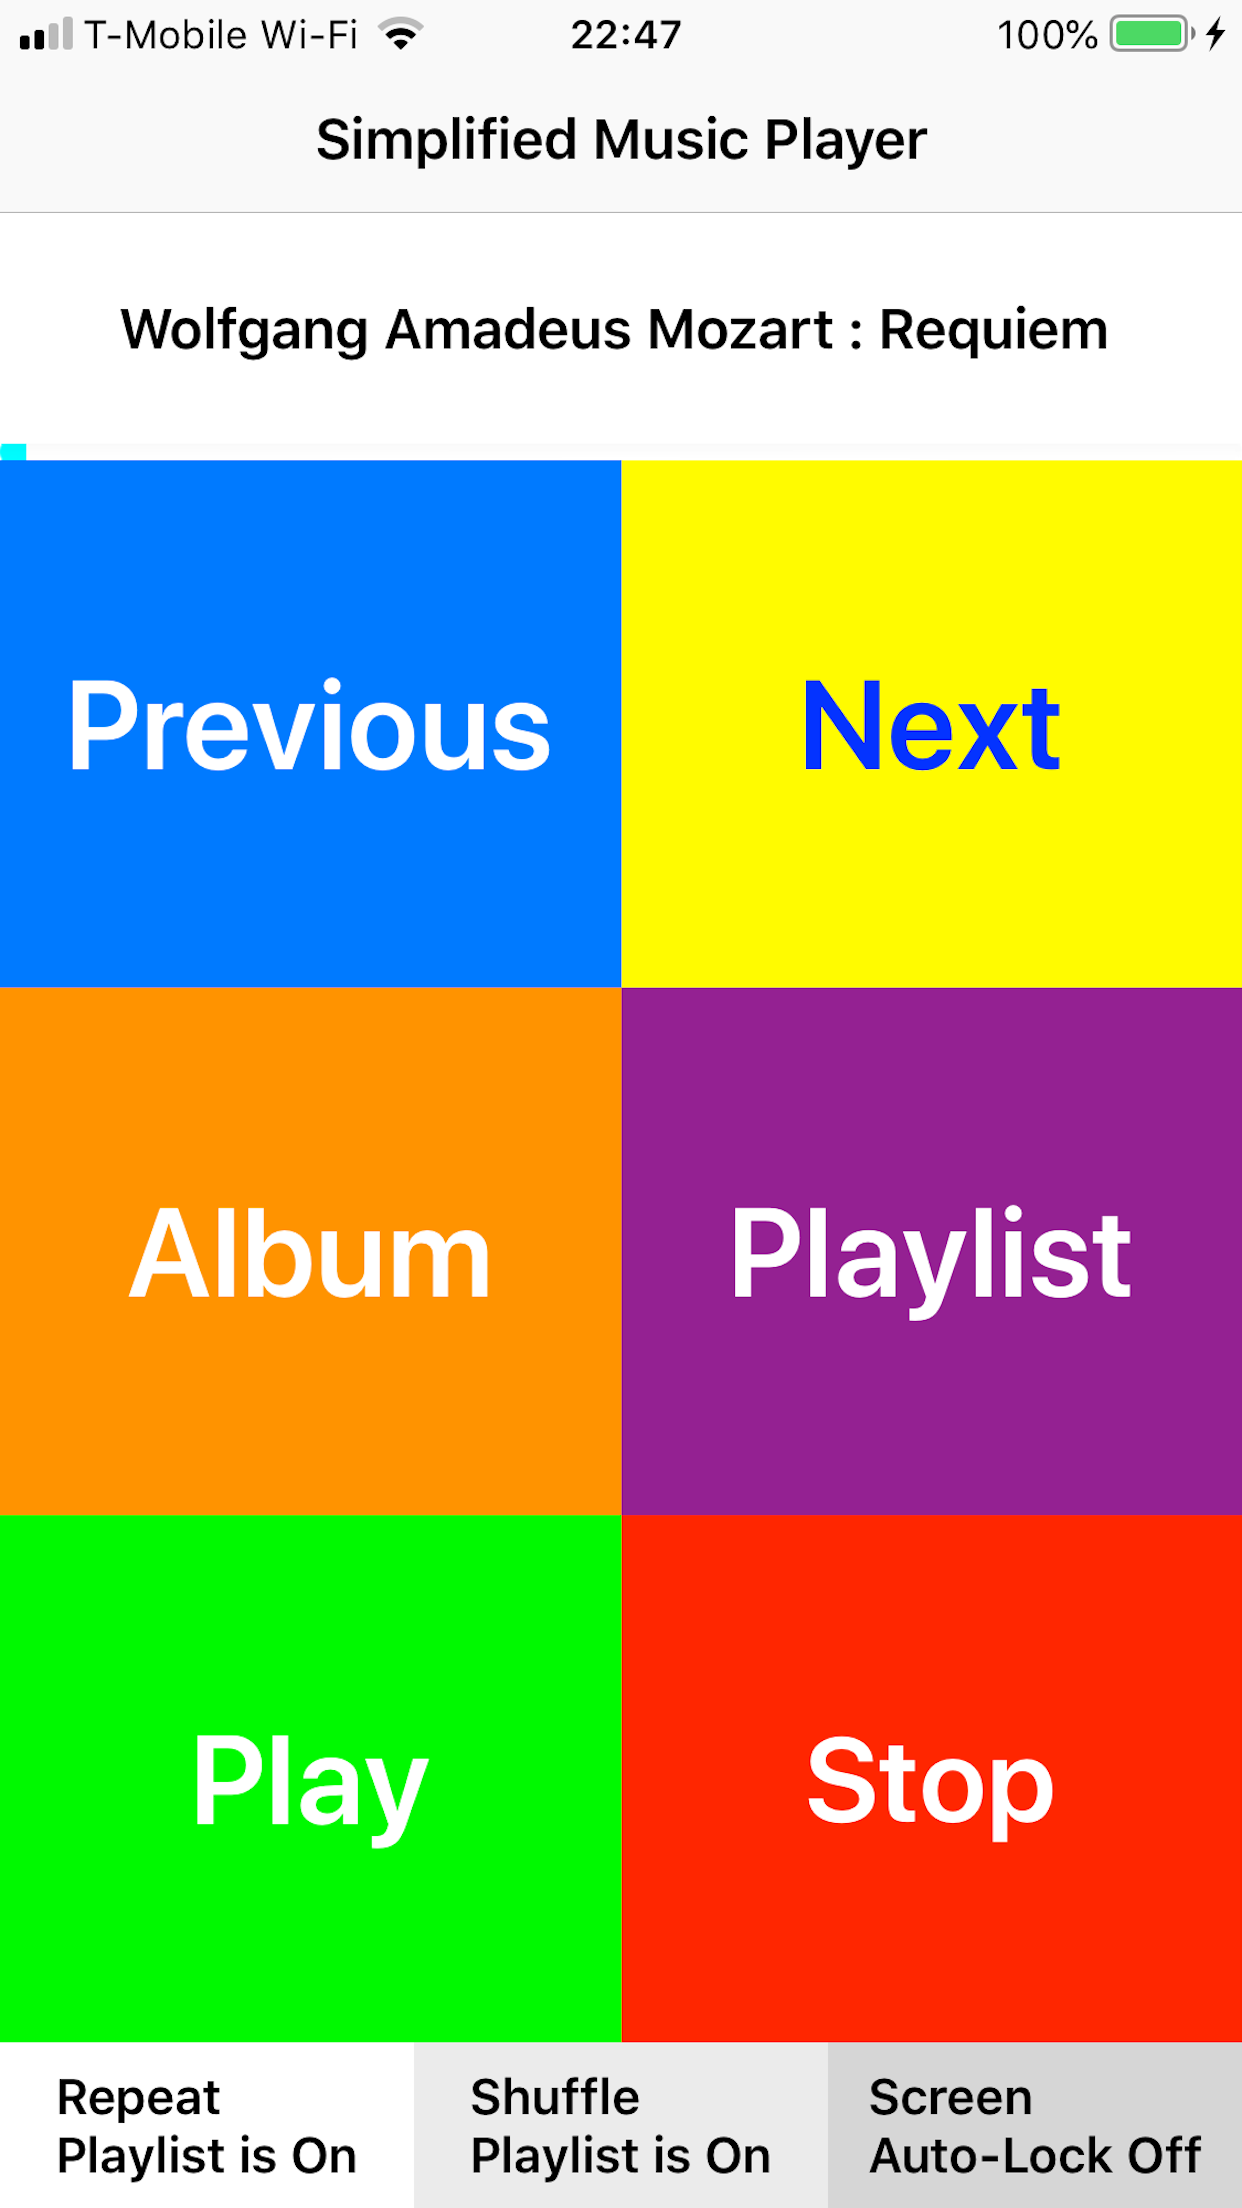 T-Mobile Wi-Fi 22:47 100%
Simplified Music Player
Wolfgang Amadeus Mozart : Requiem
Previous
Next
Album
Playlist
Play
Stop
Repeat
Playlist is On
Shuffle
Playlist is On
Screen
Auto-Lock Off